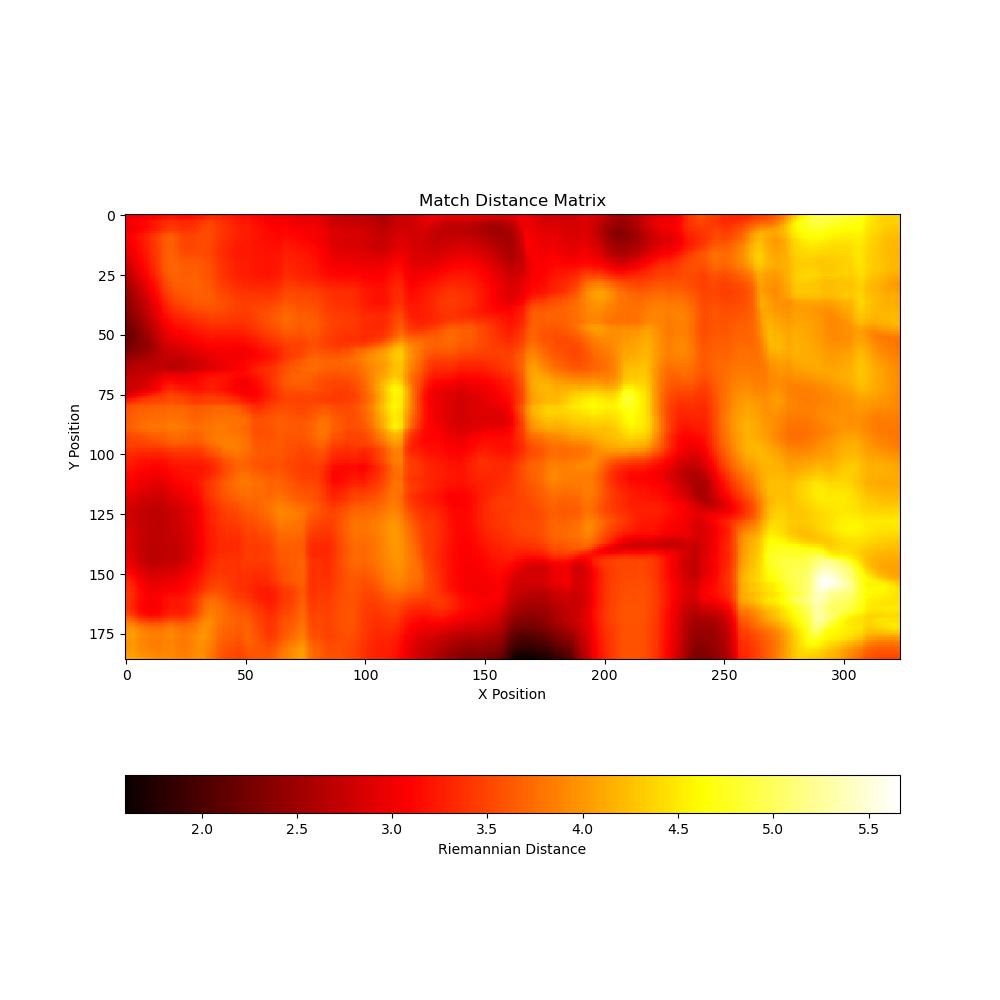 Match Distance Matrix
0
25
50
75
100
125
150
175
Y Position
0 50 100 150 200 250 300
X Position
2.0 2.5 3.0 3.5 4.0 4.5 5.0 5.5
Riemannian Distance